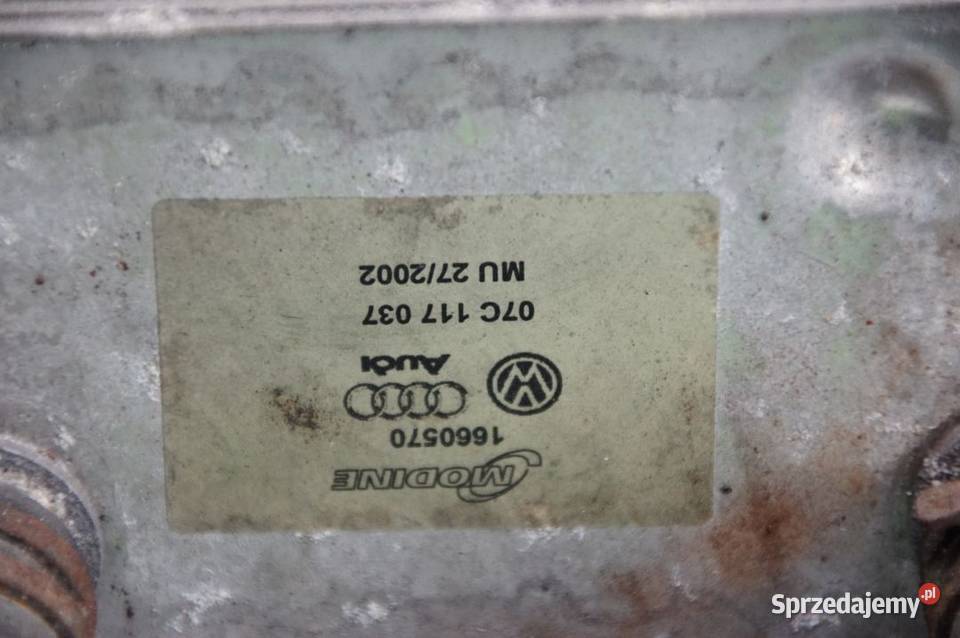 MODINE
1660570
Audi
07C 117 037
MU 27/2002
Sprzedajemy.pl